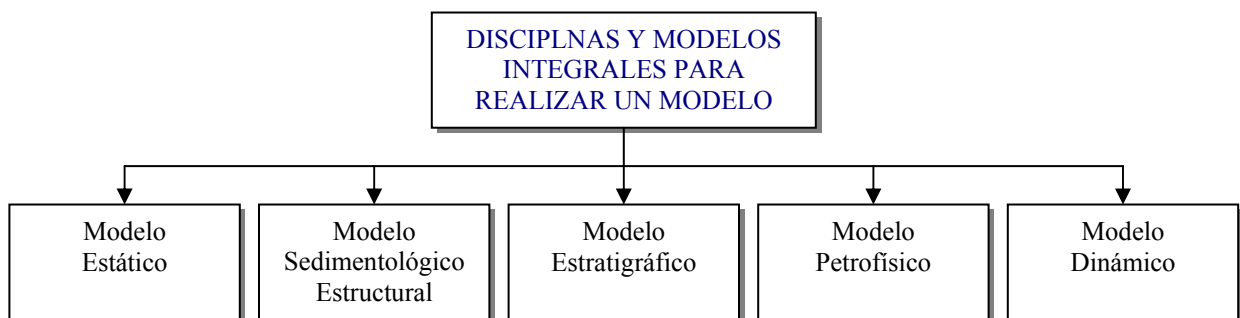 DISCIPLNAS Y MODELOS
INTEGRALES PARA
REALIZAR UN MODELO
Modelo
Estático
Modelo
Sedimentológico
Estructural
Modelo
Estratigráfico
Modelo
Petrofísico
Modelo
Dinámico